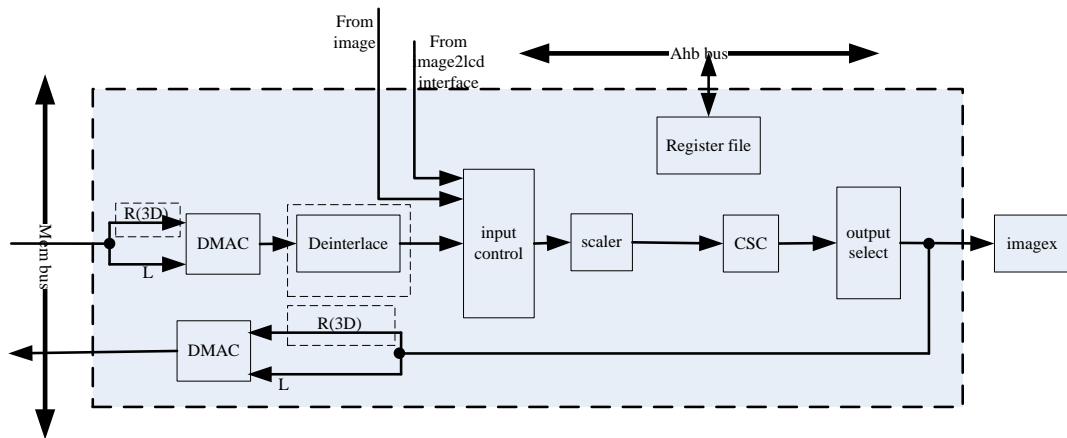 From
image
From
mage2lcd
interface
Ahb bus
Register file
R(3D)
DMAC
L
Deinterlace
input
control
scaler
CSC
output
select
imagex
Mem bus
R(3D)
DMAC
L